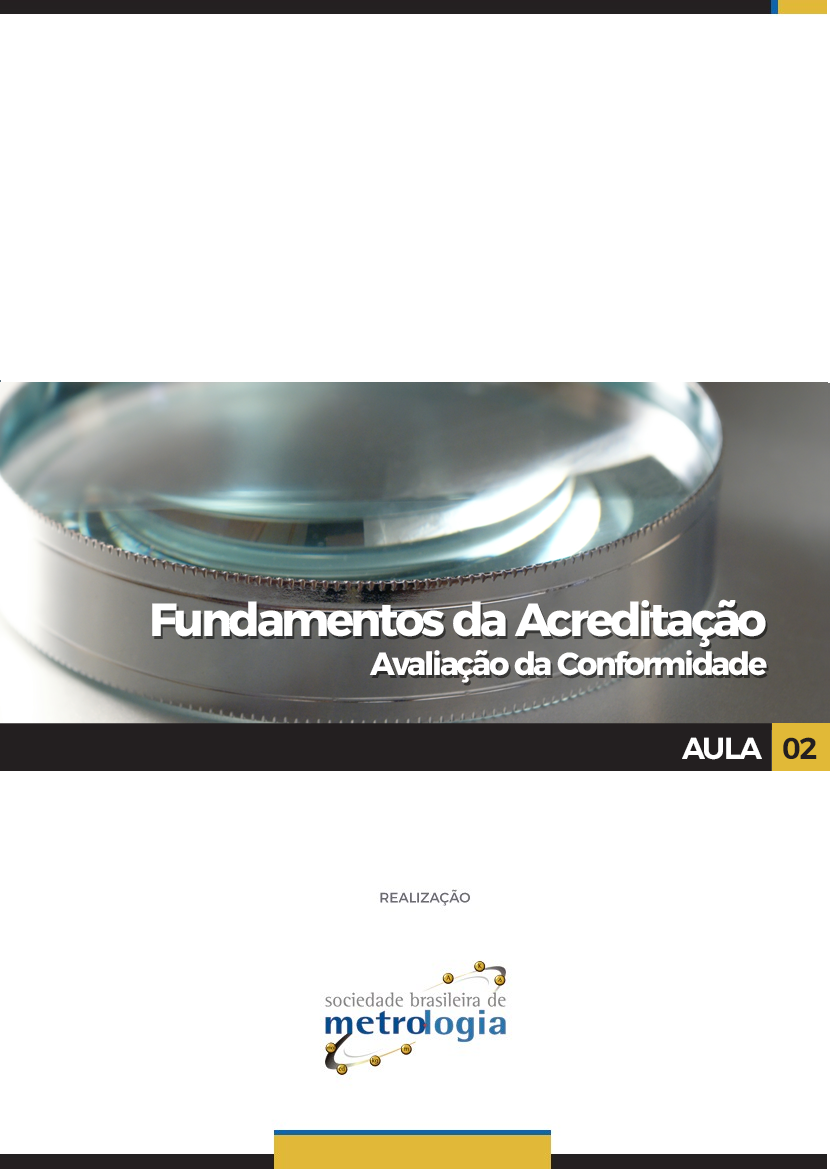 Fundamentos da Acreditação
Avaliação da Conformidade
AULA 02
REALIZAÇÃO
sociedade brasileira de
metrologia